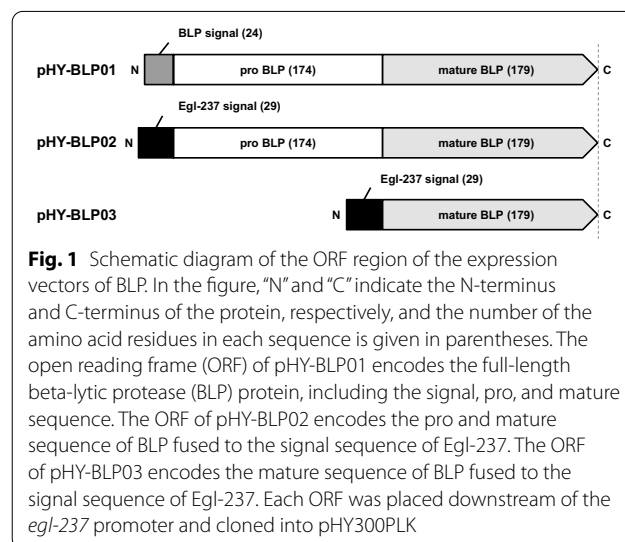 BLP signal (24)
pHY-BLP01 N pro BLP (174) mature BLP (179) C
Egl-237 signal (29)
pHY-BLP02 N pro BLP (174) mature BLP (179) C
Egl-237 signal (29)
pHY-BLP03 N mature BLP (179) C
Fig. 1 Schematic diagram of the ORF region of the expression
vectors of BLP. In the figure, “N” and “C” indicate the N-terminus
and C-terminus of the protein, respectively, and the number of the
amino acid residues in each sequence is given in parentheses. The
open reading frame (ORF) of pHY-BLP01 encodes the full-length
beta-lytic protease (BLP) protein, including the signal, pro, and mature
sequence. The ORF of pHY-BLP02 encodes the pro and mature
sequence of BLP fused to the signal sequence of Egl-237. The ORF
of pHY-BLP03 encodes the mature sequence of BLP fused to the
signal sequence of Egl-237. Each ORF was placed downstream of the
egl-237 promoter and cloned into pHY300PLK